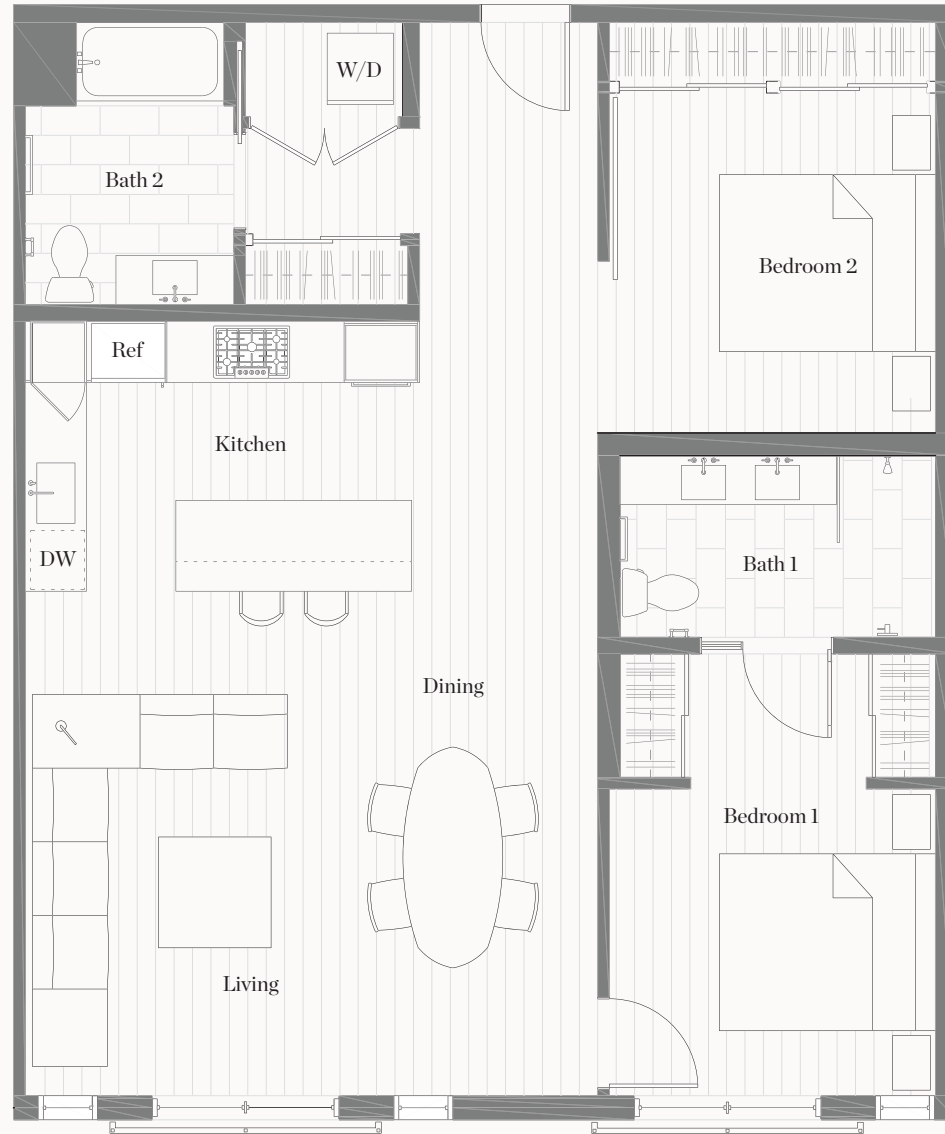 W/D
Bath 2
Bedroom 2
Ref
Kitchen
DW
Bath 1
Dining
Bedroom 1
Living